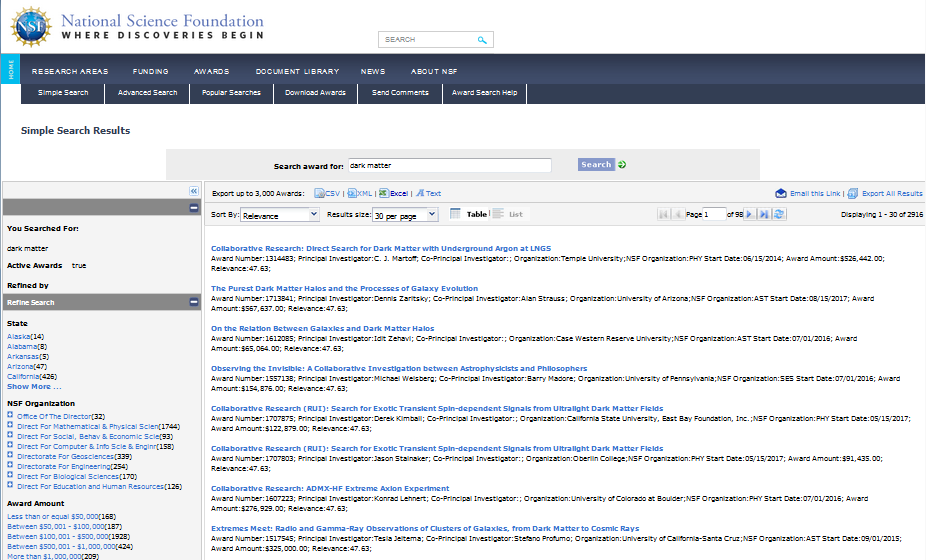 NSF
National Science Foundation
WHERE DISCOVERIES BEGIN
SEARCH
HOME
RESEARCH AREAS FUNDING AWARDS DOCUMENT LIBRARY NEWS ABOUT NSF
Simple Search Advanced Search Popular Searches Download Awards Send Comments Award Search Help
Simple Search Results
Search award for: dark matter Search
Export up to 3,000 Awards: CSV | XML | Excel | Text Email this Link | Export All Results
Sort By: Relevance Results size: 30 per page Table List Page 1 of 98 Displaying 1 - 30 of 2916
You Searched For:
dark matter
Active Awards true
Refined by
Refine Search
State
Alaska(14)
Alabama(8)
Arkansas(5)
Arizona(47)
California(426)
Show More ...
NSF Organization
Office Of The Director(32)
Direct For Mathematical & Physical Scien(1744)
Direct For Social, Behav & Economic Scie(93)
Direct For Computer & Info Scie & Enginr(158)
Directorate For Geosciences(339)
Directorate For Engineering(254)
Direct For Biological Sciences(170)
Direct For Education and Human Resources(126)
Award Amount
Less than or equal $50,000(168)
Between $50,001 - $100,000(187)
Between $100,001 - $500,000(1928)
Between $500,001 - $1,000,000(424)
More than $1,000,000(209)
Collaborative Research: Direct Search for Dark Matter with Underground Argon at LNGS
Award Number:1314483; Principal Investigator:C. J. Martoff; Co-Principal Investigator:; Organization:Temple University;NSF Organization:PHY Start Date:06/15/2014; Award Amount:$526,442.00;
Relevance:47.63;
The Purest Dark Matter Halos and the Processes of Galaxy Evolution
Award Number:1713841; Principal Investigator:Dennis Zaritsky; Co-Principal Investigator:Alan Strauss; Organization:University of Arizona;NSF Organization:AST Start Date:08/15/2017; Award
Amount:$567,637.00; Relevance:47.63;
On the Relation Between Galaxies and Dark Matter Halos
Award Number:1612085; Principal Investigator:Idit Zehavi; Co-Principal Investigator:; Organization:Case Western Reserve University;NSF Organization:AST Start Date:07/01/2016; Award
Amount:$65,064.00; Relevance:47.63;
Observing the Invisible: A Collaborative Investigation between Astrophysicists and Philosophers
Award Number:1557138; Principal Investigator:Michael Weisberg; Co-Principal Investigator:Barry Madore; Organization:University of Pennsylvania;NSF Organization:SES Start Date:07/01/2016; Award
Amount:$154,876.00; Relevance:47.63;
Collaborative Research (RUI): Search for Exotic Transient Spin-dependent Signals from Ultralight Dark Matter Fields
Award Number:1707875; Principal Investigator:Derek Kimball; Co-Principal Investigator:; Organization:California State University, East Bay Foundation, Inc.;NSF Organization:PHY Start Date:05/15/2017;
Award Amount:$122,879.00; Relevance:47.63;
Collaborative Research (RUI): Search for Exotic Transient Spin-dependent Signals from Ultralight Dark Matter Fields
Award Number:1707803; Principal Investigator:Jason Stalnaker; Co-Principal Investigator:; Organization:Oberlin College;NSF Organization:PHY Start Date:05/15/2017; Award Amount:$91,435.00;
Relevance:47.63;
Collaborative Research: ADMX-HF Extreme Axion Experiment
Award Number:1607223; Principal Investigator:Konrad Lehnert; Co-Principal Investigator:; Organization:University of Colorado at Boulder;NSF Organization:PHY Start Date:07/01/2016; Award
Amount:$276,929.00; Relevance:47.63;
Extremes Meet: Radio and Gamma-Ray Observations of Clusters of Galaxies, from Dark Matter to Cosmic Rays
Award Number:1517545; Principal Investigator:Tesla Jeltema; Co-Principal Investigator:Stefano Profumo; Organization:University of California-Santa Cruz;NSF Organization:AST Start Date:09/01/2015;
Award Amount:$325,000.00; Relevance:47.63;